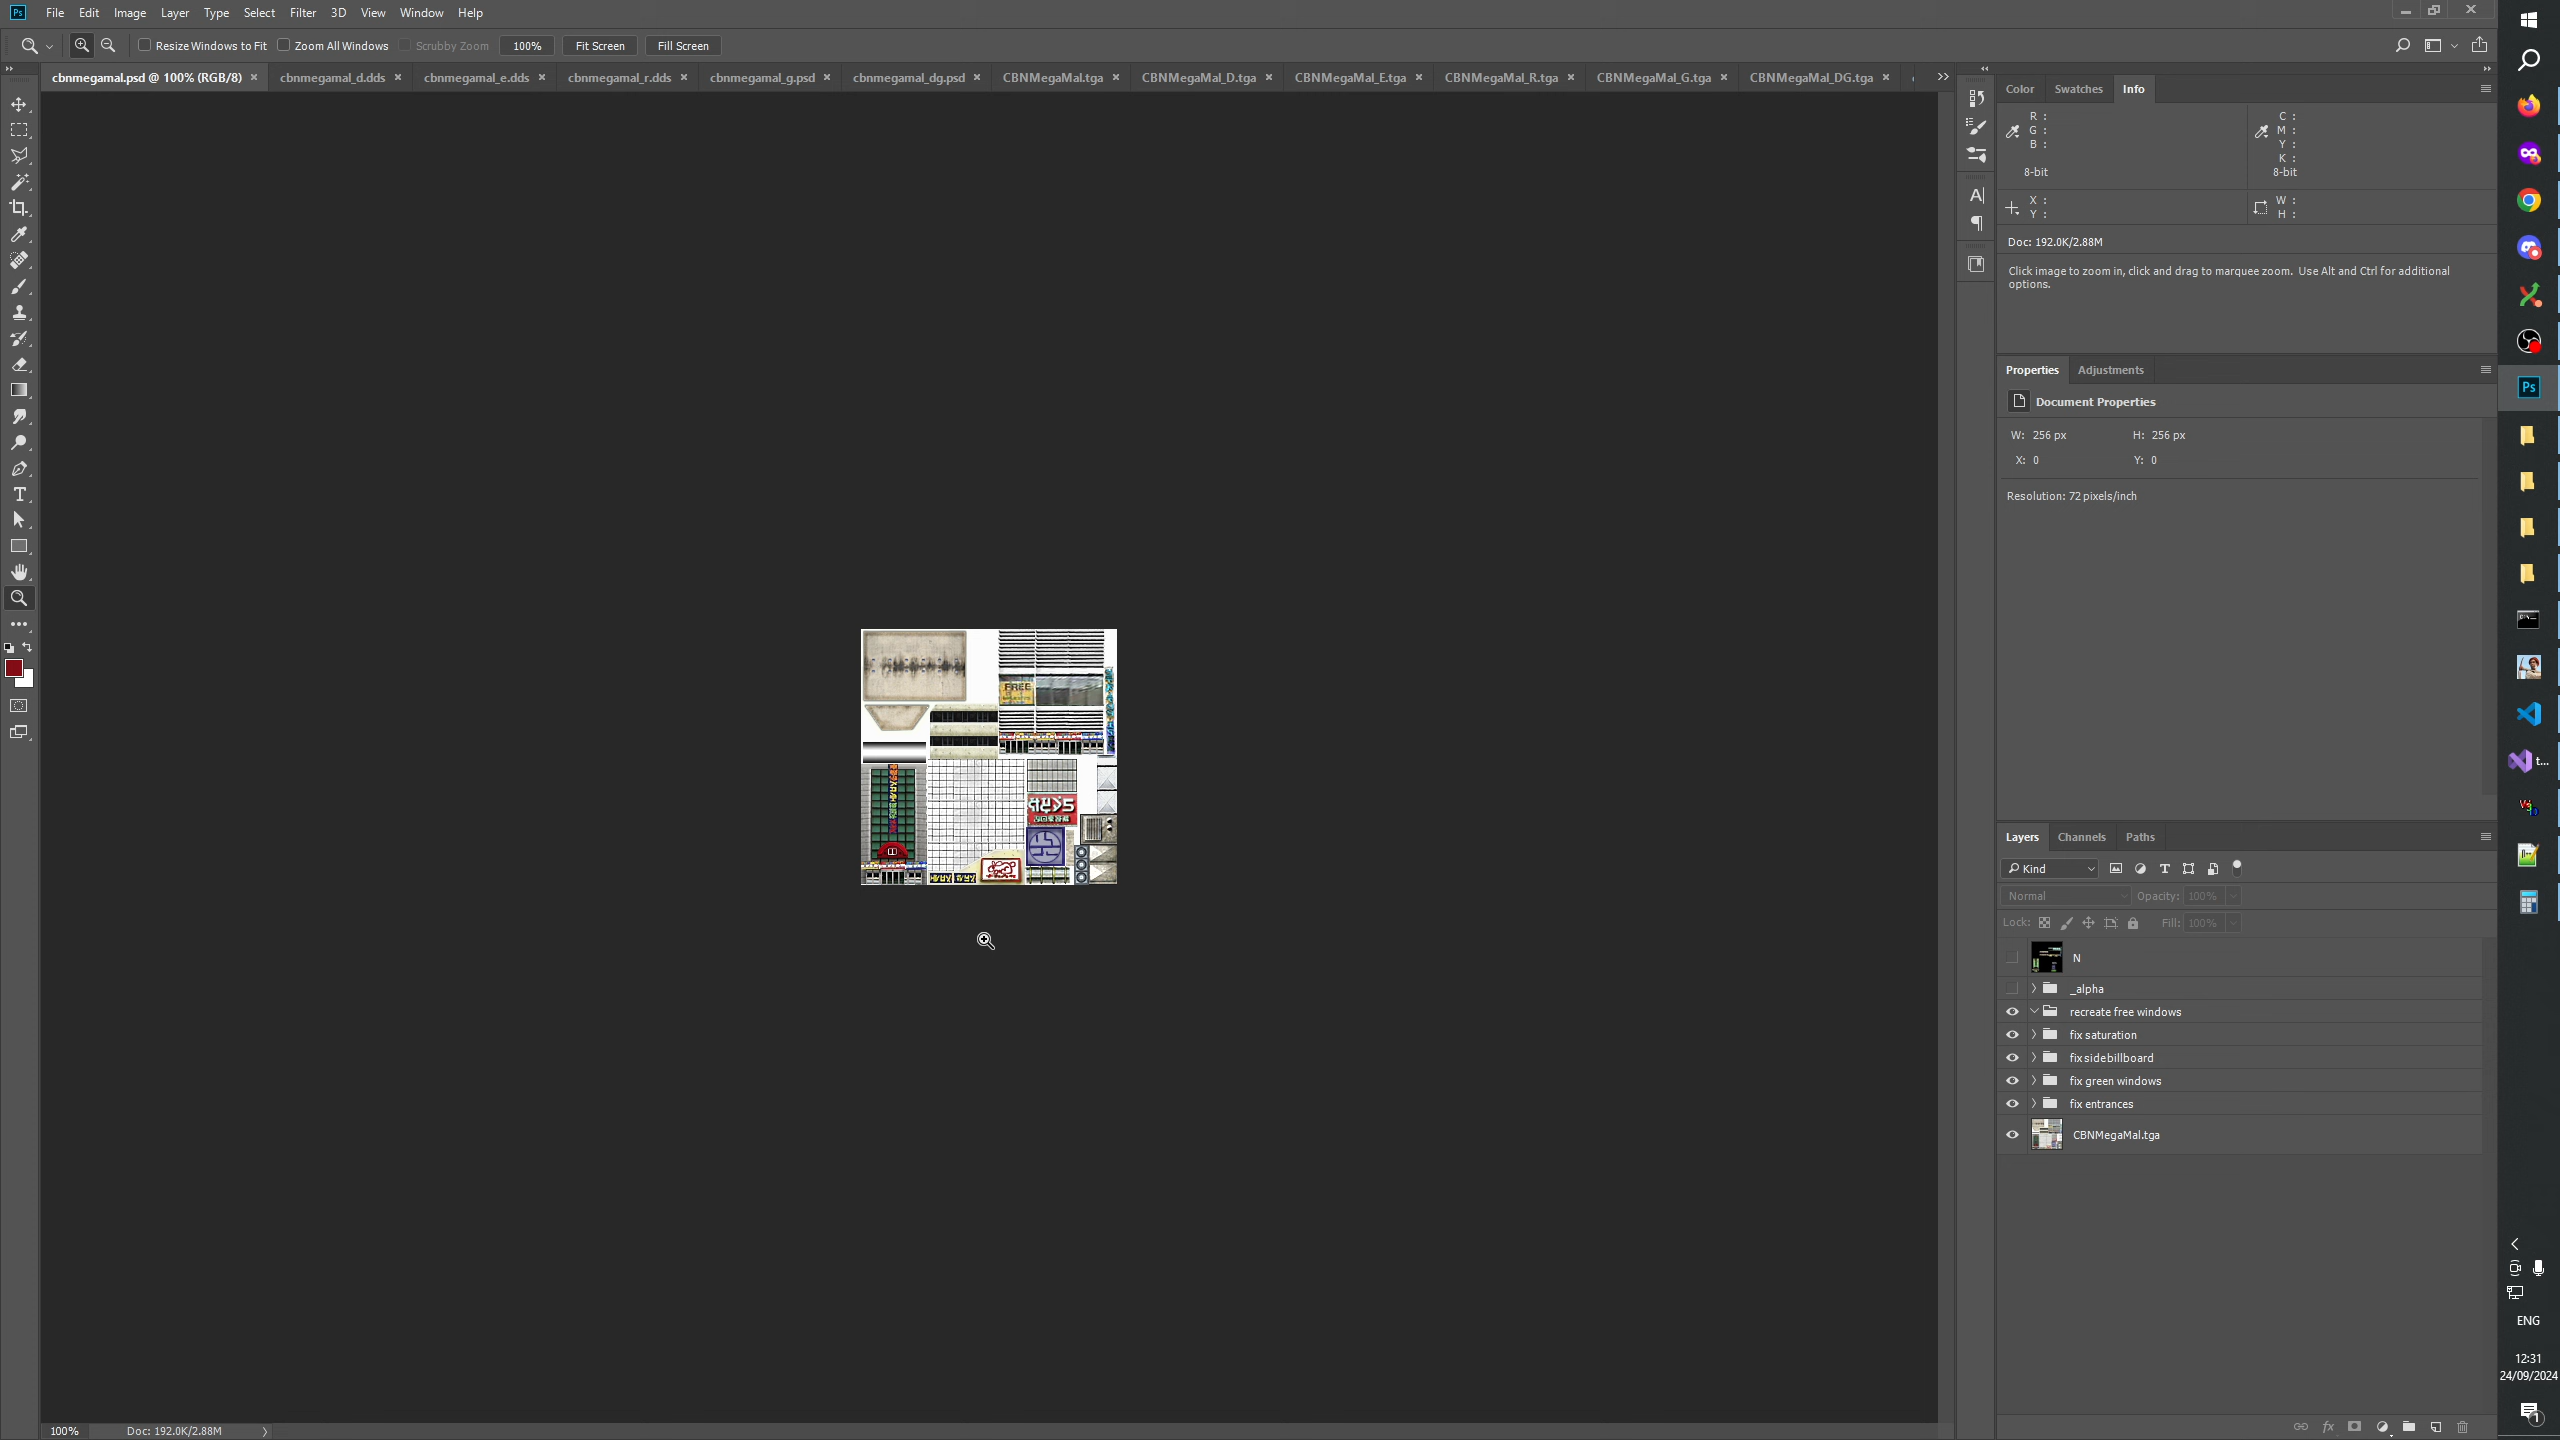 File Edit Image Layer Type Select Filter 3D View Window Help
Resize Windows to Fit Zoom All Windows Scrubby Zoom 100% Fit Screen Fill Screen
cbnmegamal.psd @ 100% (RGB/8) cbnmegamal_d.dds cbnmegamal_e.dds cbnmegamal_r.dds cbnmegamal_g.psd cbnmegamal_dg.psd CBNMegaMal.tga CBNMegaMal_D.tga CBNMegaMal_E.tga CBNMegaMal_R.tga CBNMegaMal_G.tga CBNMegaMal_DG.tga
Color Swatches Info
R : C :
G : M :
B : Y :
K :
8-bit 8-bit
X : W :
Y : H :
Doc: 192.0K/2.88M
Click image to zoom in, click and drag to marquee zoom. Use Alt and Ctrl for additional
options.
Properties Adjustments
Document Properties
W: 256 px H: 256 px
X: 0 Y: 0
Resolution: 72 pixels/inch
FREE
Layers Channels Paths
Kind
Normal Opacity: 100%
Lock: Fill: 100%
N
_alpha
recreate free windows
fix saturation
fix sidebillboard
fix green windows
fix entrances
CBNMegaMal.tga
100% Doc: 192.0K/2.88M
Ps
t...
ENG
12:31
24/09/2024
1